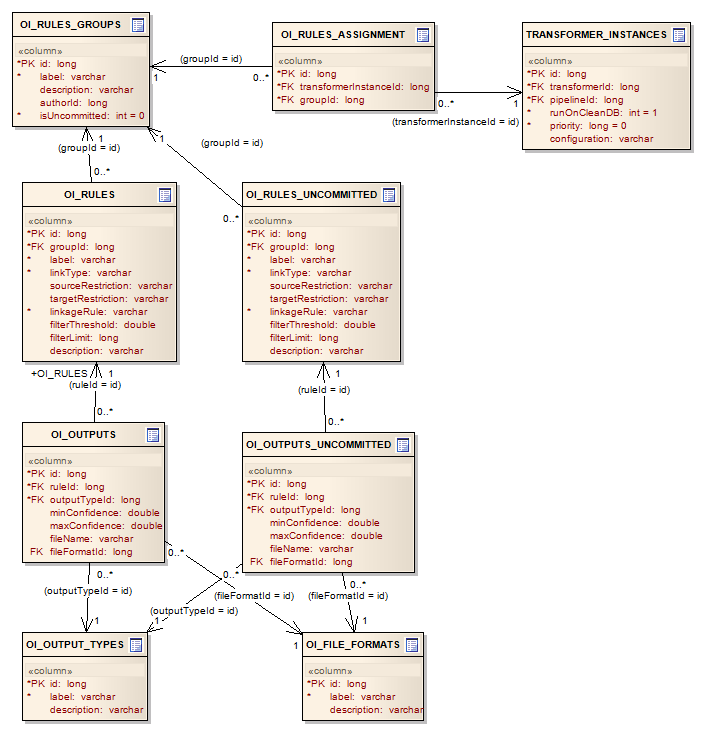 OI_RULES_GROUPS
«column»
*PK id: long
* label: varchar
description: varchar
authorId: long
* isUncommitted: int = 0
OI_RULES_ASSIGNMENT
«column»
*PK id: long
*FK transformerInstanceId: long
*FK groupId: long
TRANSFORMER_INSTANCES
«column»
*PK id: long
*FK transformerId: long
*FK pipelineId: long
* runOnCleanDB: int = 1
* priority: long = 0
configuration: varchar
(groupId = id)
1
0..*
0..*
1
(transformerInstanceId = id)
1
(groupId = id)
0..*
1
(groupId = id)
0..*
OI_RULES
«column»
*PK id: long
*FK groupId: long
* label: varchar
* linkType: varchar
sourceRestriction: varchar
targetRestriction: varchar
* linkageRule: varchar
filterThreshold: double
filterLimit: long
description: varchar
OI_RULES_UNCOMMITTED
«column»
*PK id: long
*FK groupId: long
* label: varchar
* linkType: varchar
sourceRestriction: varchar
targetRestriction: varchar
* linkageRule: varchar
filterThreshold: double
filterLimit: long
description: varchar
+OI_RULES
1
(ruleId = id)
0..*
1
(ruleId = id)
0..*
OI_OUTPUTS
«column»
*PK id: long
*FK ruleId: long
*FK outputTypeId: long
minConfidence: double
maxConfidence: double
fileName: varchar
FK fileFormatId: long
OI_OUTPUTS_UNCOMMITTED
«column»
*PK id: long
*FK ruleId: long
*FK outputTypeId: long
minConfidence: double
maxConfidence: double
fileName: varchar
FK fileFormatId: long
0..*
(outputTypeId = id)
1
0..*
(fileFormatId = id)
1
0..*
(outputTypeId = id)
1
0..*
(fileFormatId = id)
1
OI_OUTPUT_TYPES
«column»
*PK id: long
* label: varchar
description: varchar
OI_FILE_FORMATS
«column»
*PK id: long
* label: varchar
description: varchar